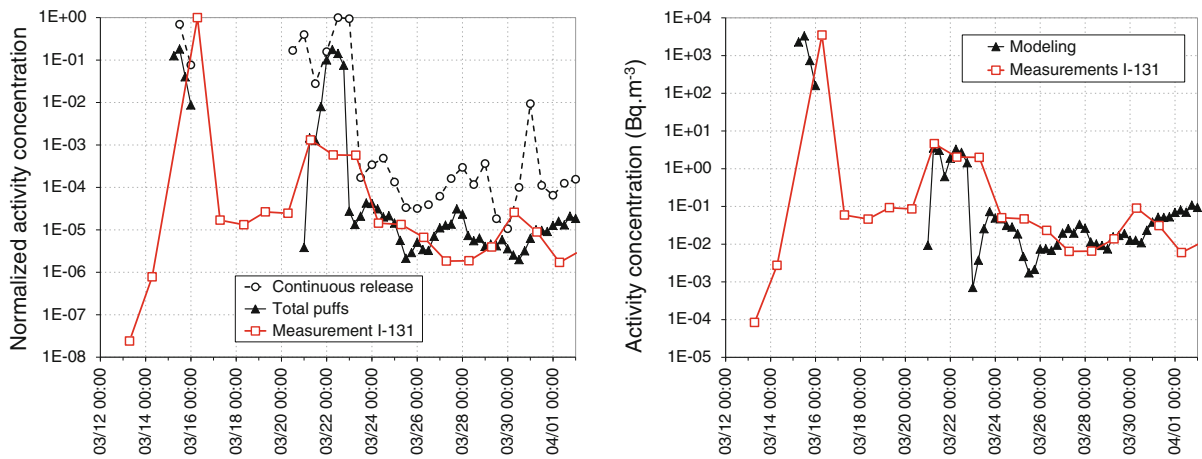 Normalized activity concentration
1E+00
1E-01
1E-02
1E-03
1E-04
1E-05
1E-06
1E-07
1E-08
Continuous release
Total puffs
Measurement I-131
03/12 00:00
03/14 00:00
03/16 00:00
03/18 00:00
03/20 00:00
03/22 00:00
03/24 00:00
03/26 00:00
03/28 00:00
03/30 00:00
04/01 00:00
Activity concentration (Bq.m⁻³)
1E+04
1E+03
1E+02
1E+01
1E+00
1E-01
1E-02
1E-03
1E-04
1E-05
Modeling
Measurements I-131
03/12 00:00
03/14 00:00
03/16 00:00
03/18 00:00
03/20 00:00
03/22 00:00
03/24 00:00
03/26 00:00
03/28 00:00
03/30 00:00
04/01 00:00